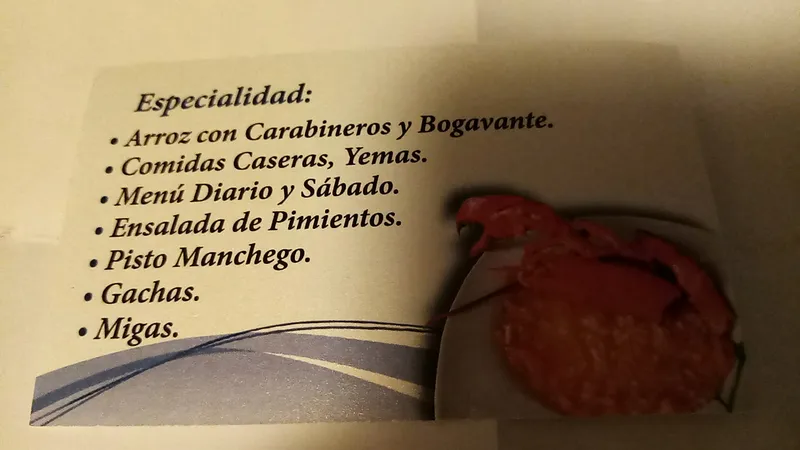 Especialidad:
• Arroz con Carabineros y Bogavante.
• Comidas Caseras, Yemas.
• Menú Diario y Sábado.
• Ensalada de Pimientos.
• Pisto Manchego.
• Gachas.
• Migas.